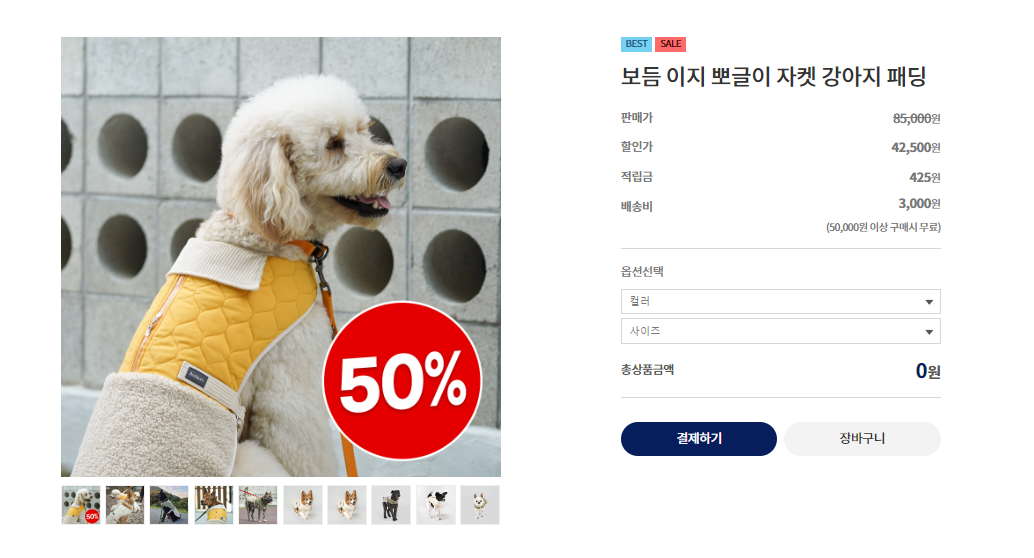 BEST SALE
보듬 이지 뽀글이 자켓 강아지 패딩
판매가 85,000원
할인가 42,500원
적립금 425원
배송비 3,000원
(50,000원 이상 구매시 무료)
옵션선택
컬러
사이즈
총상품금액 0원
결제하기 장바구니
50%
50%